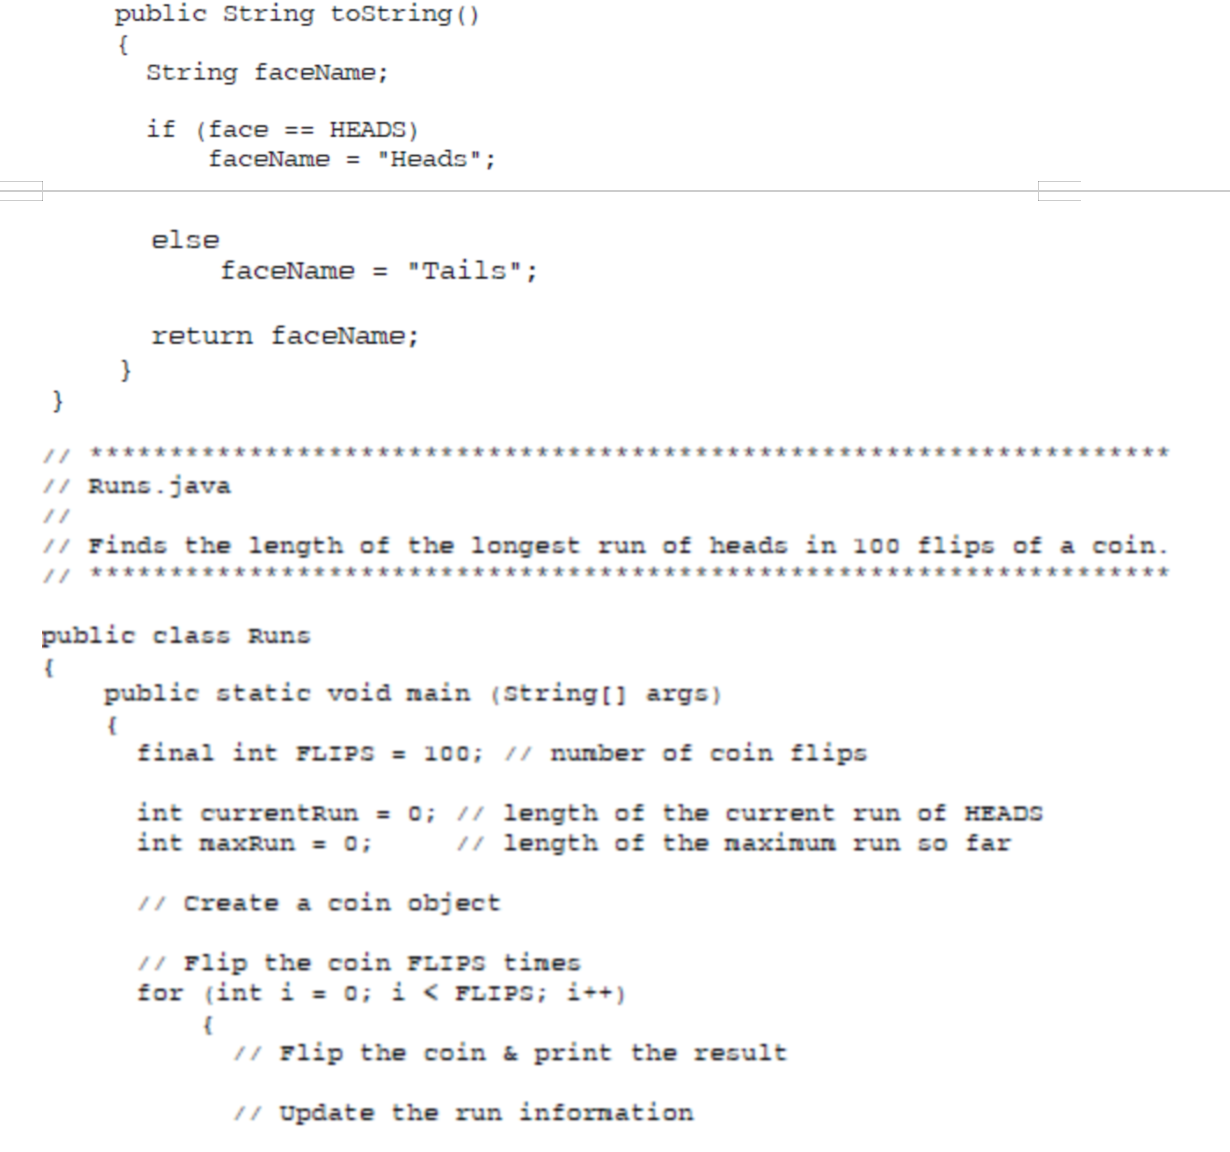 public String toString()
{
String faceName;
if (face == HEADS)
faceName = "Heads";
else
faceName = "Tails";
return faceName;
}
}
// ********************************************************************
// Runs.java
//
// Finds the length of the longest run of heads in 100 flips of a coin.
// ********************************************************************
public class Runs
{
public static void main (String[] args)
{
final int FLIPS = 100; // number of coin flips
int currentRun = 0; // length of the current run of HEADS
int maxRun = 0; // length of the maximum run so far
// Create a coin object
// Flip the coin FLIPS times
for (int i = 0; i < FLIPS; i++)
{
// Flip the coin & print the result
// Update the run information